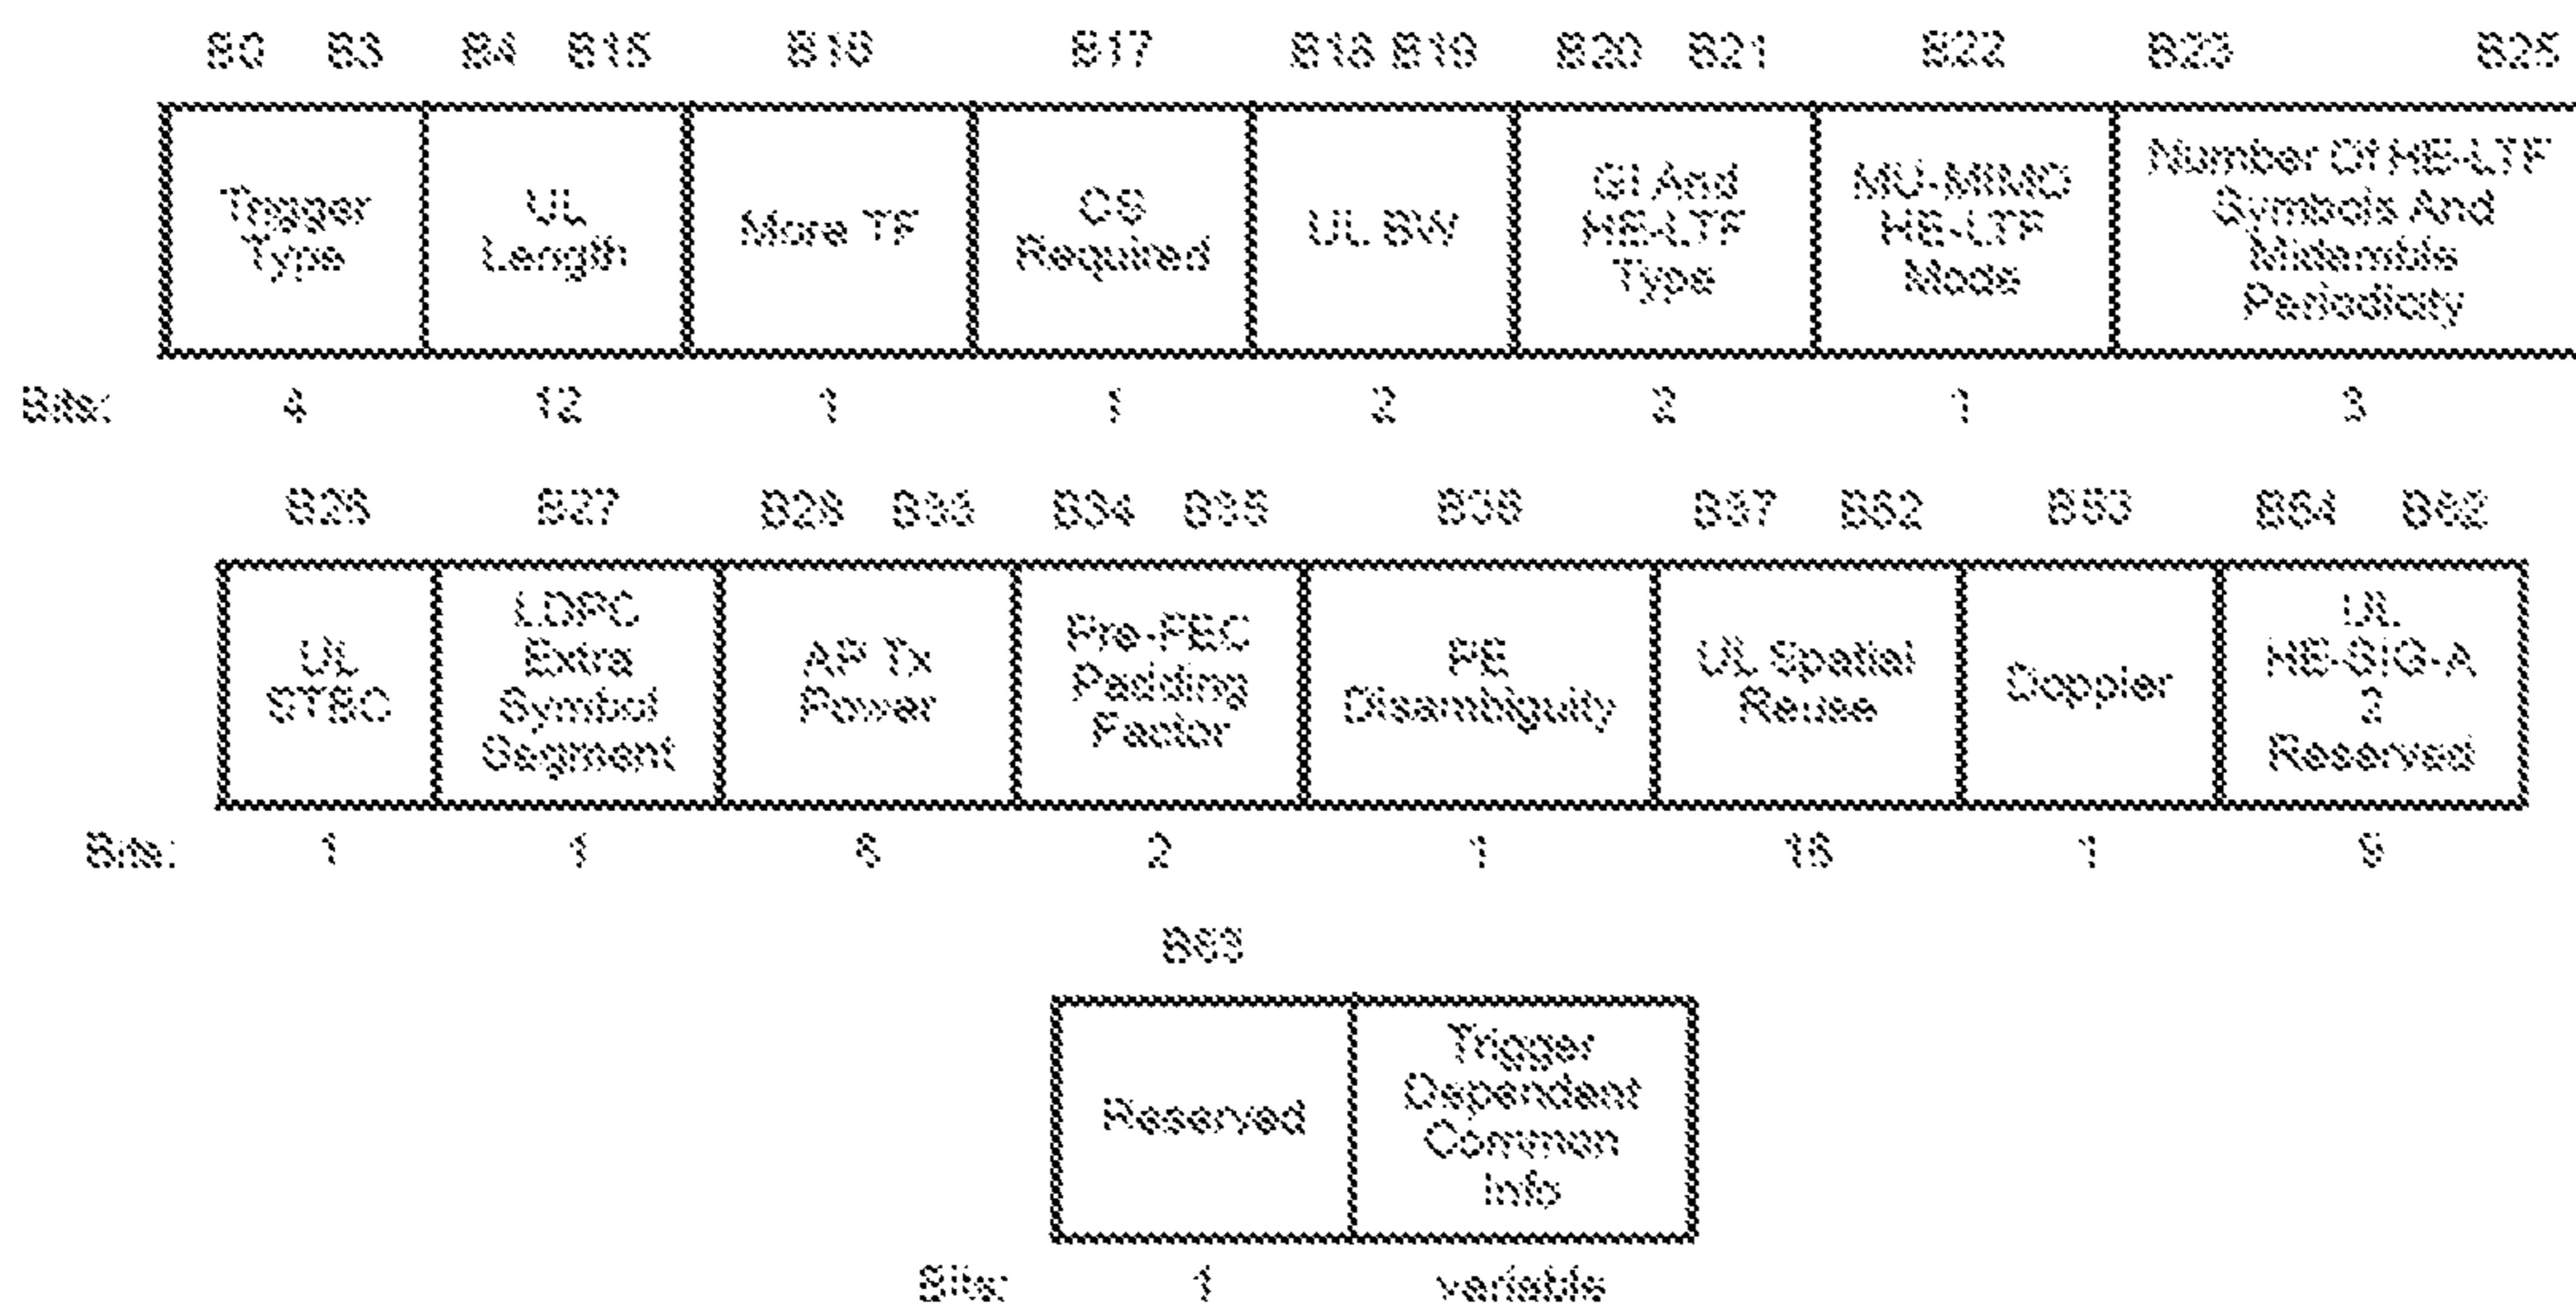 B0 B3 B4 B15 B16 B17 B18 B19 B20 B21 B22 B23 B25
Trigger
Type
UL
Length
More TF
CS
Required
UL BW
GI And
HE-LTF
Type
MU-MIMO
HE-LTF
Mode
Number Of HE-LTF
Symbols And
Midamble
Periodicity
Bits: 4 12 1 1 2 2 1 3
B26 B27 B28 B33 B34 B35 B36 B37 B52 B53 B54 B62
UL
STBC
LDPC
Extra
Symbol
Segment
AP Tx
Power
Pre-FEC
Padding
Factor
PE
Disambiguity
UL Spatial
Reuse
Doppler
UL
HE-SIG-A
2
Reserved
Bits: 1 1 6 2 1 16 1 9
B63
Reserved
Trigger
Dependent
Common
Info
Bits: 1 variable